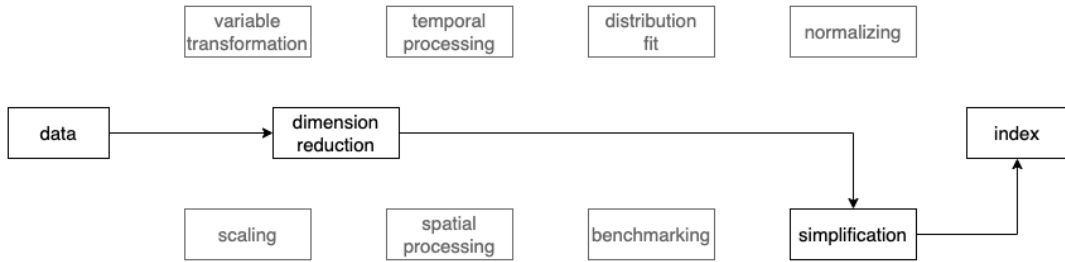 variable
transformation
temporal
processing
distribution
fit
normalizing
data
dimension
reduction
index
scaling
spatial
processing
benchmarking
simplification